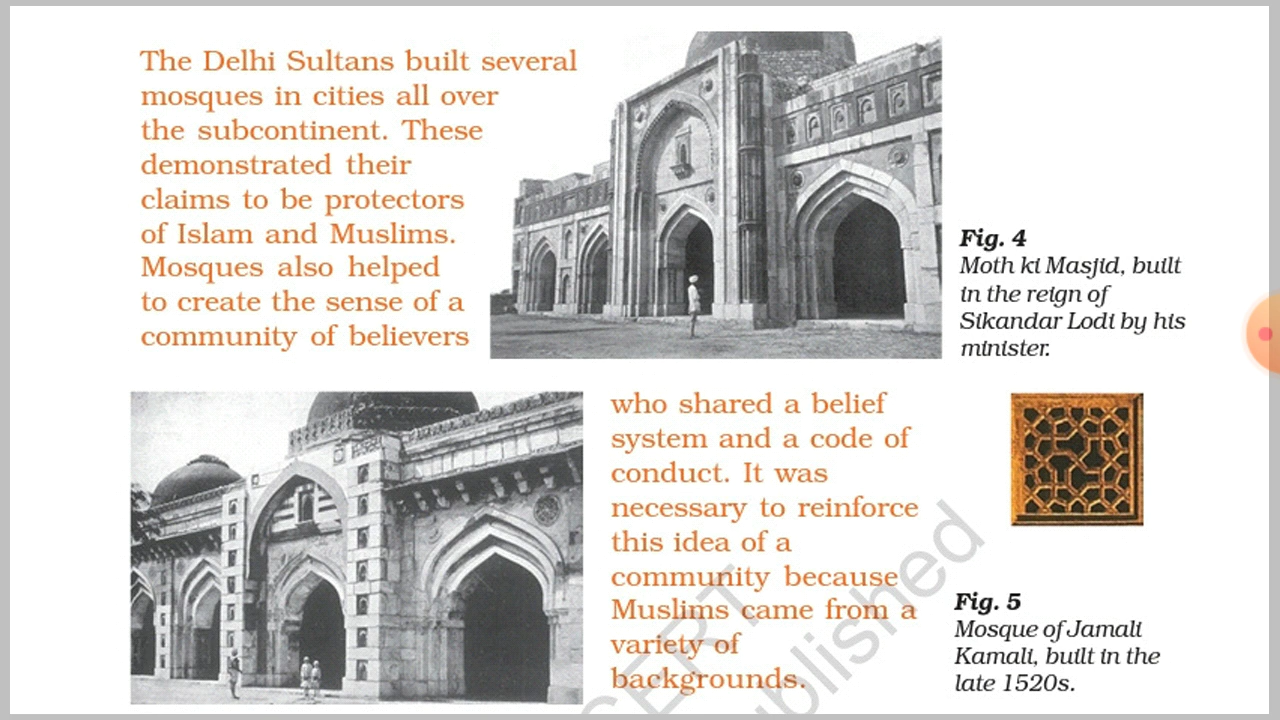 The Delhi Sultans built several
mosques in cities all over
the subcontinent. These
demonstrated their
claims to be protectors
of Islam and Muslims.
Mosques also helped
to create the sense of a
community of believers
Fig. 4
Moth ki Masjid, built
in the reign of
Sikandar Lodi by his
minister.
who shared a belief
system and a code of
conduct. It was
necessary to reinforce
this idea of a
community because
Muslims came from a
variety of
backgrounds.
Fig. 5
Mosque of Jamali
Kamali, built in the
late 1520s.